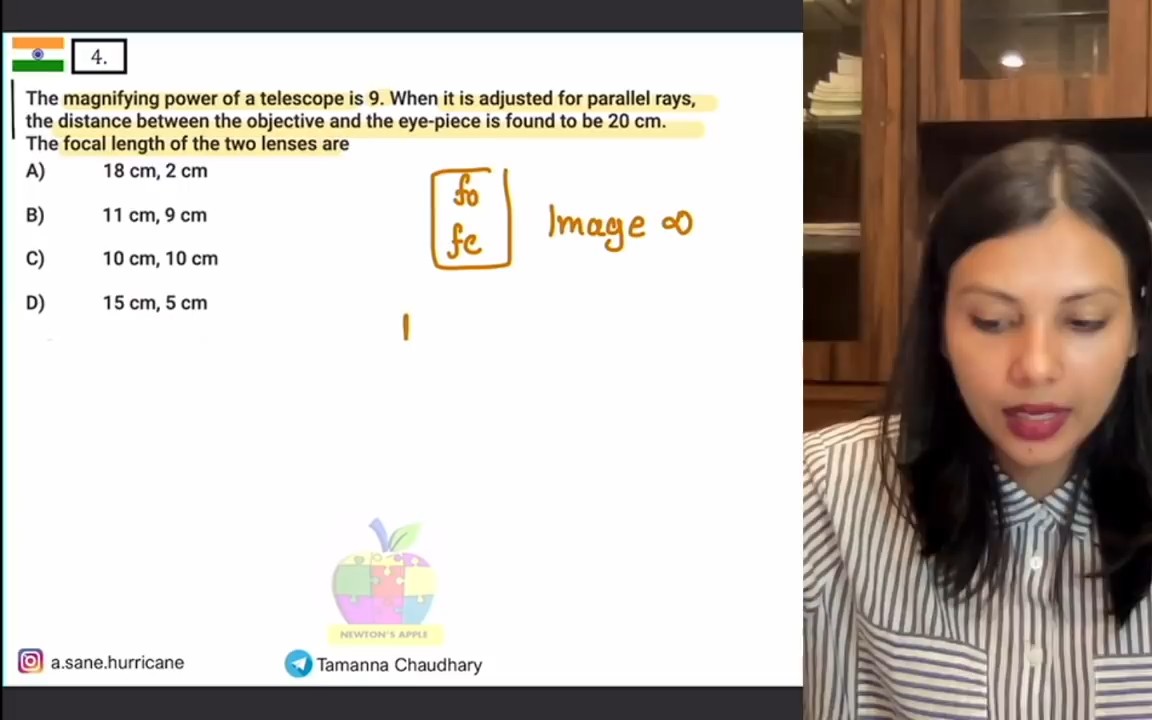 4.
The magnifying power of a telescope is 9. When it is adjusted for parallel rays,
the distance between the objective and the eye-piece is found to be 20 cm.
The focal length of the two lenses are
A) 18 cm, 2 cm
B) 11 cm, 9 cm
C) 10 cm, 10 cm
D) 15 cm, 5 cm
fo
fe
Image ∞
NEWTON'S APPLE
a.sane.hurricane
Tamanna Chaudhary